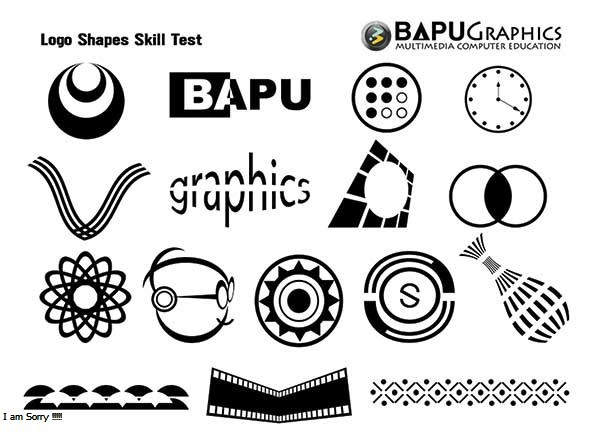 Logo Shapes Skill Test
BAPUGRAPHICS
MULTIMEDIA COMPUTER EDUCATION
BAPU
graphics
S
I am Sorry !!!!!